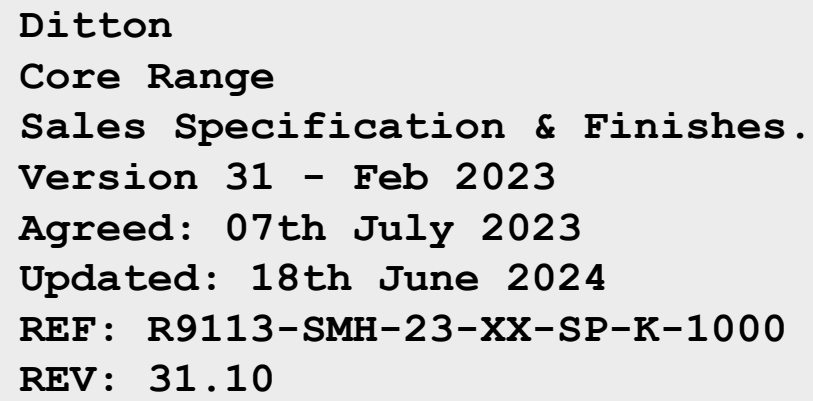 Ditton
Core Range
Sales Specification & Finishes.
Version 31 - Feb 2023
Agreed: 07th July 2023
Updated: 18th June 2024
REF: R9113-SMH-23-XX-SP-K-1000
REV: 31.10